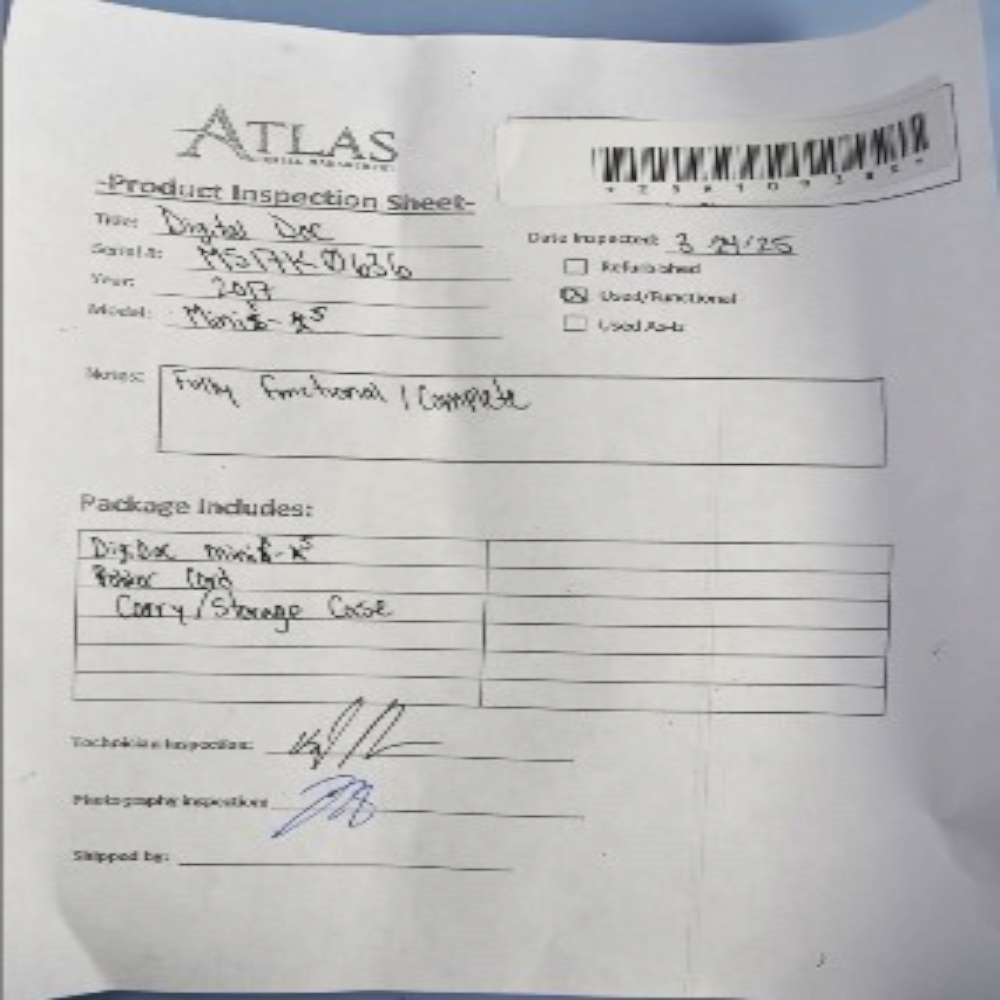 ATLAS
-Product Inspection Sheet-
Title: Digital Doc
Date Inspected: 3/24/25
Serial #:
Refurbished
Year: 2017
Used/Functional
Model:
Used As-Is
Notes: Fully Functional / Complete
Package Includes:
Power Cord
Carry/Storage Case
Technician Inspection:
Photography Inspection:
Shipped by: